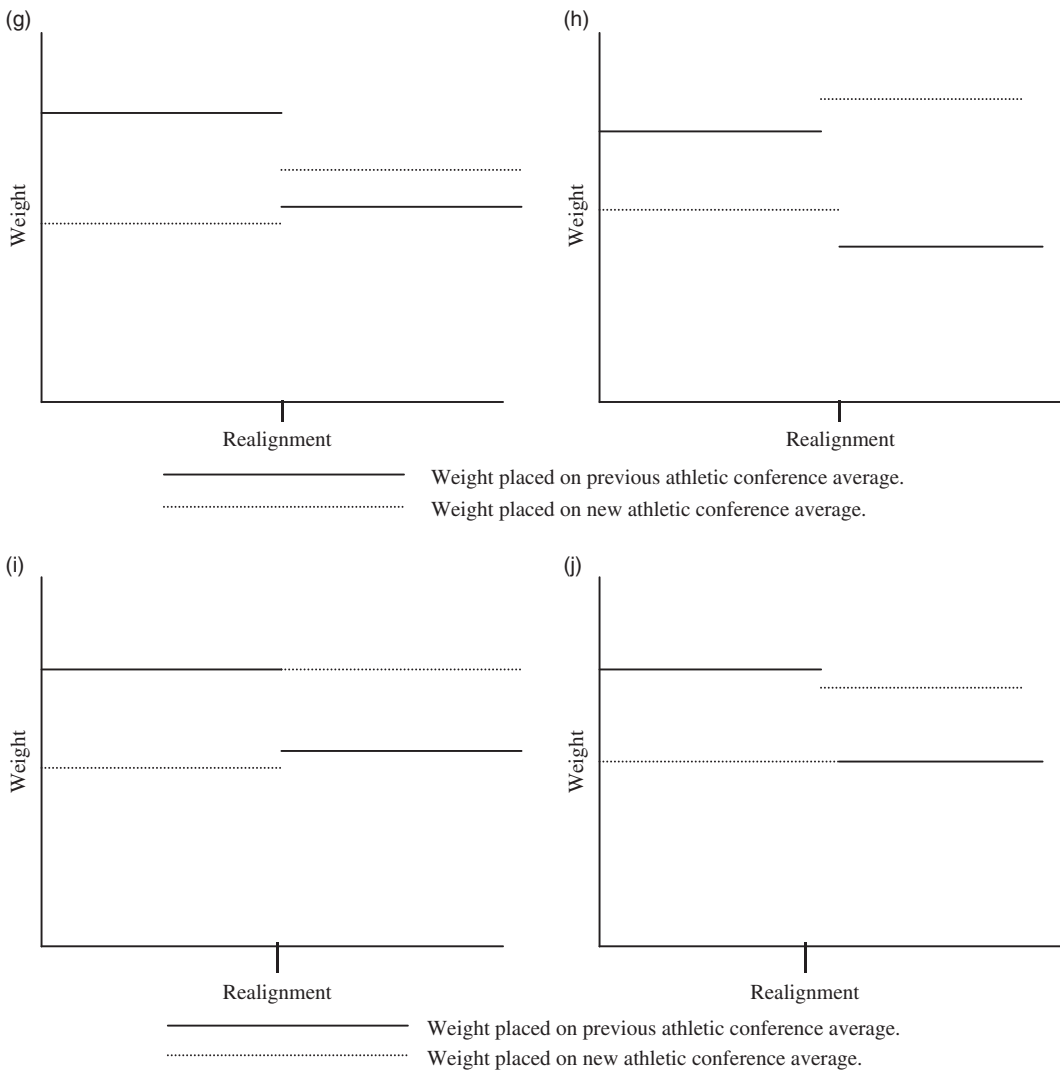 (g)
(h)
Weight
Weight
Realignment
Realignment
Weight placed on previous athletic conference average.
Weight placed on new athletic conference average.
(i)
(j)
Weight
Weight
Realignment
Realignment
Weight placed on previous athletic conference average.
Weight placed on new athletic conference average.